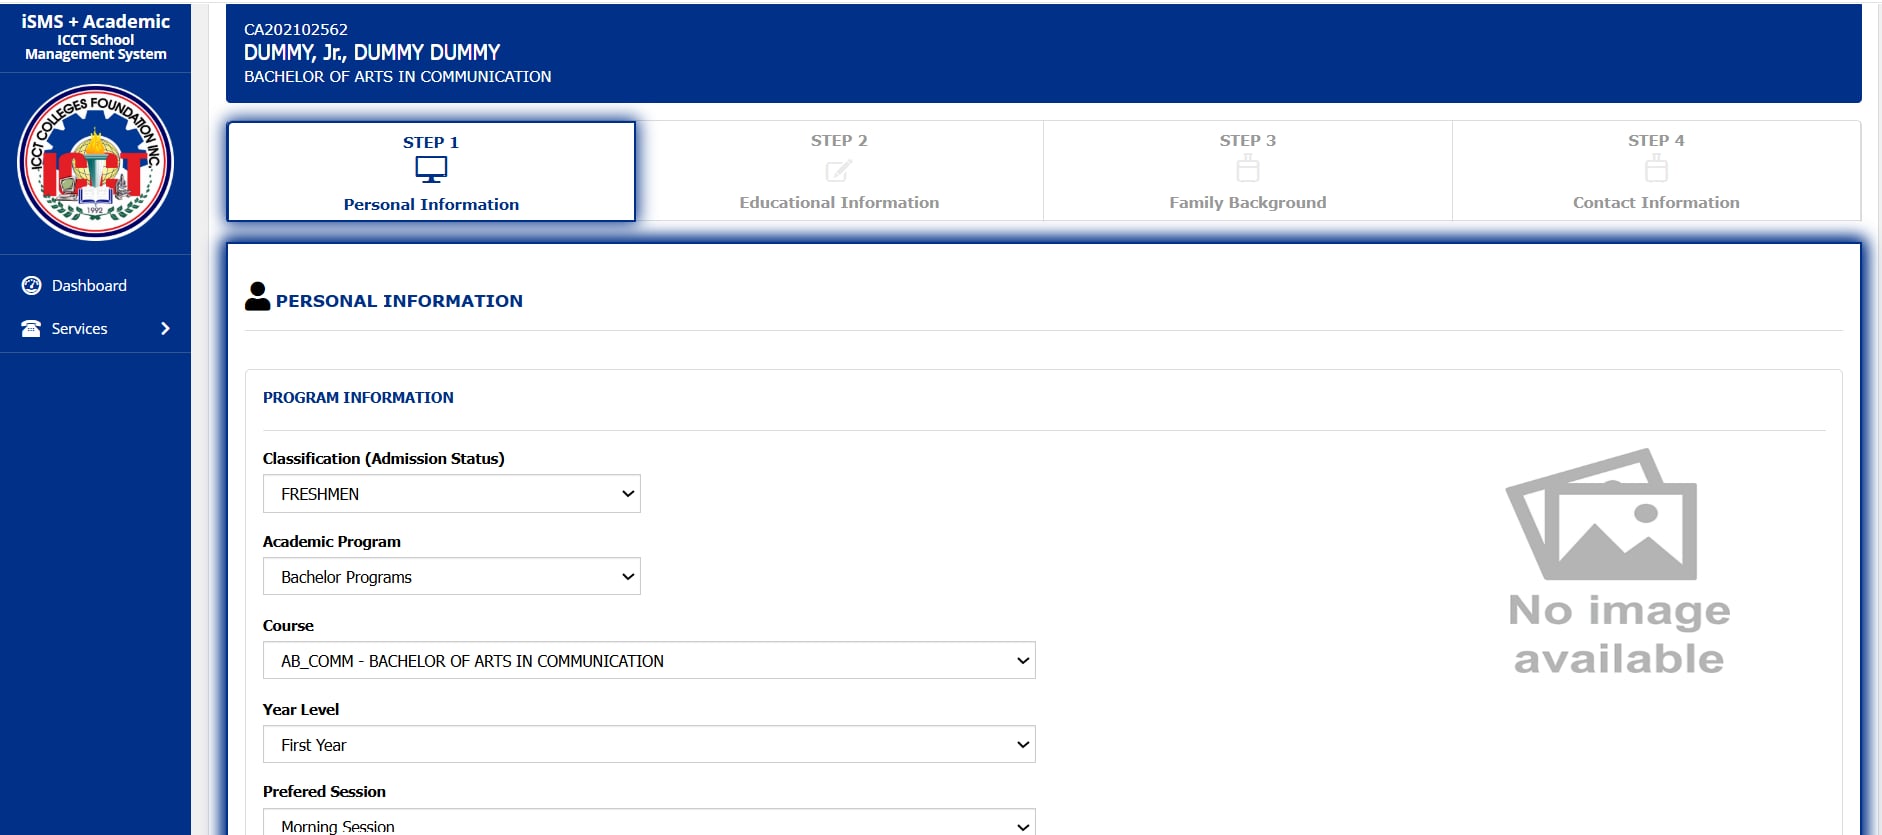 iSMS + Academic
ICCT School
Management System
ICCT COLLEGES FOUNDATION INC.
ICCT
1992
Dashboard
Services
CA202102562
DUMMY, Jr., DUMMY DUMMY
BACHELOR OF ARTS IN COMMUNICATION
STEP 1
Personal Information
STEP 2
Educational Information
STEP 3
Family Background
STEP 4
Contact Information
PERSONAL INFORMATION
PROGRAM INFORMATION
Classification (Admission Status)
FRESHMEN
Academic Program
Bachelor Programs
Course
AB_COMM - BACHELOR OF ARTS IN COMMUNICATION
Year Level
First Year
Prefered Session
Morning Session
No image
available